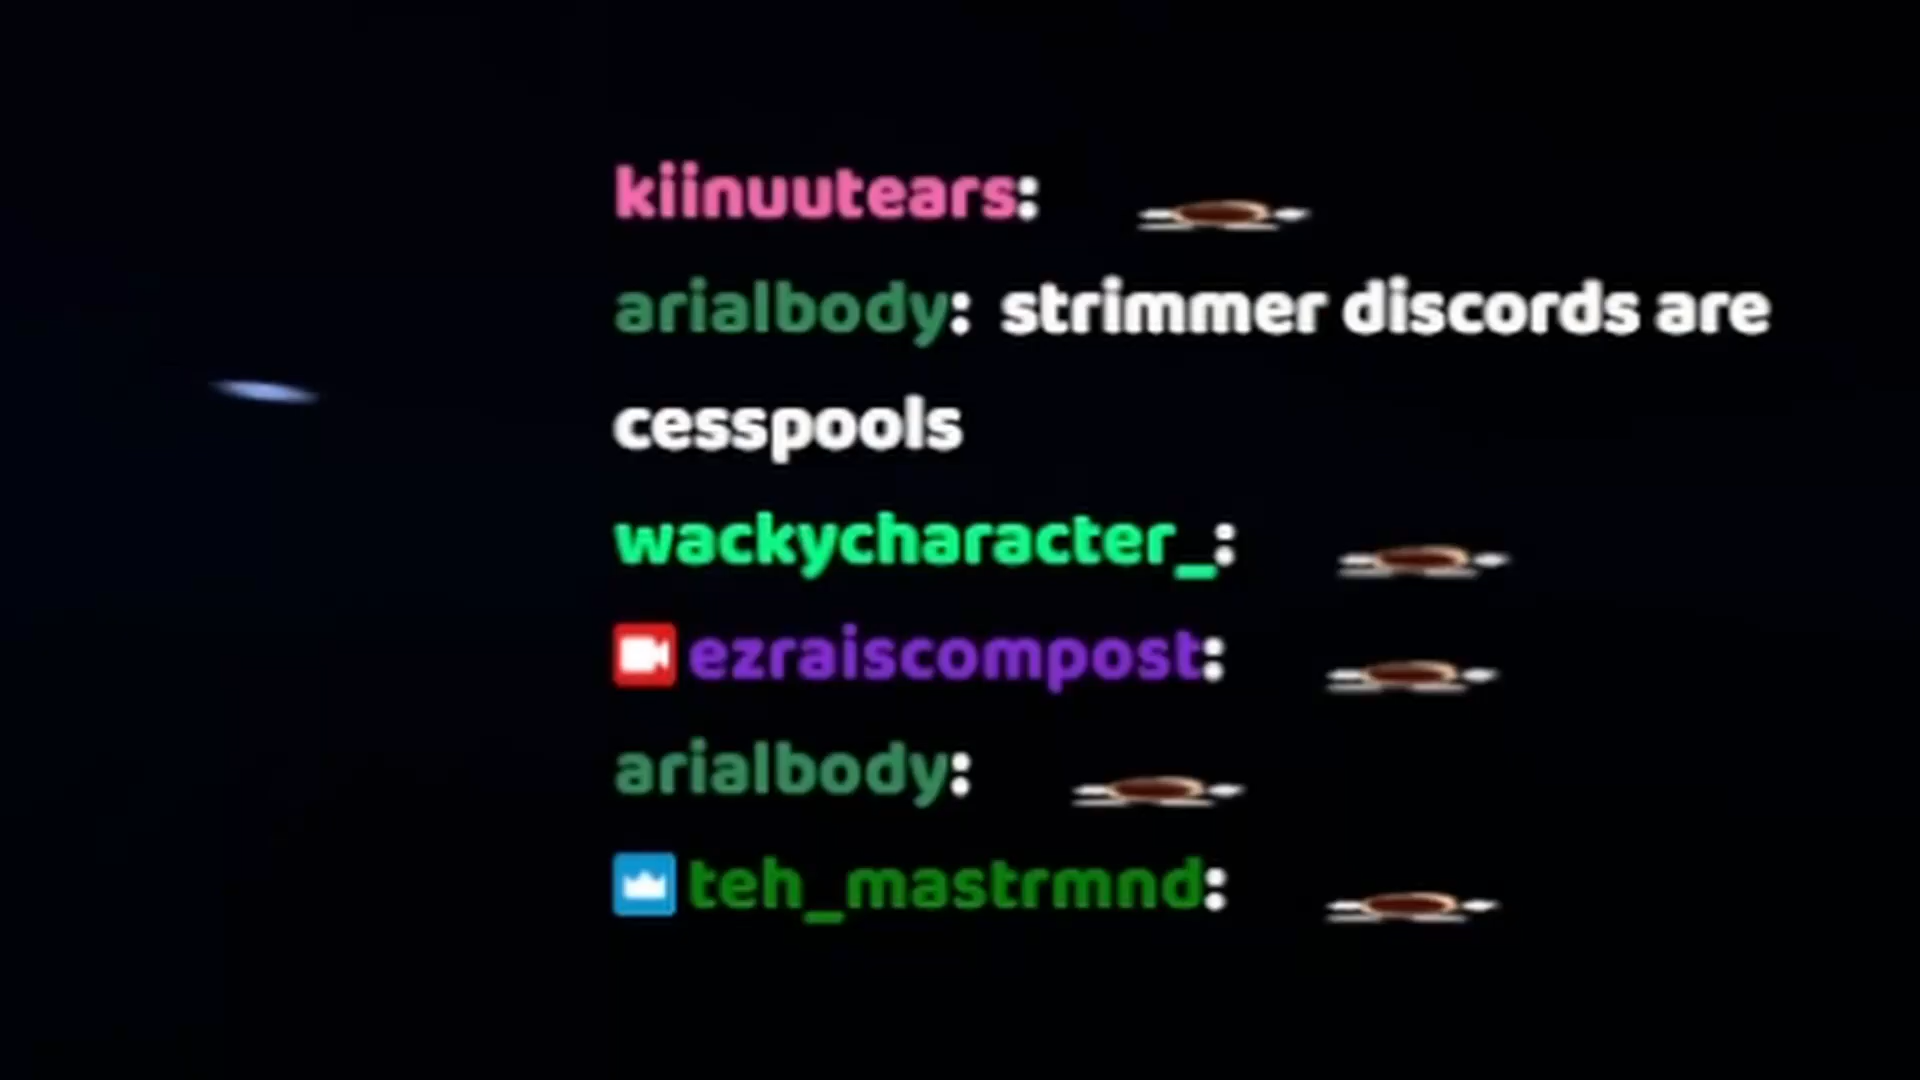 kiinuutears:
arialbody: strimmer discords are
cesspools
wackycharacter_:
ezraiscompost:
arialbody:
teh_mastrmnd: